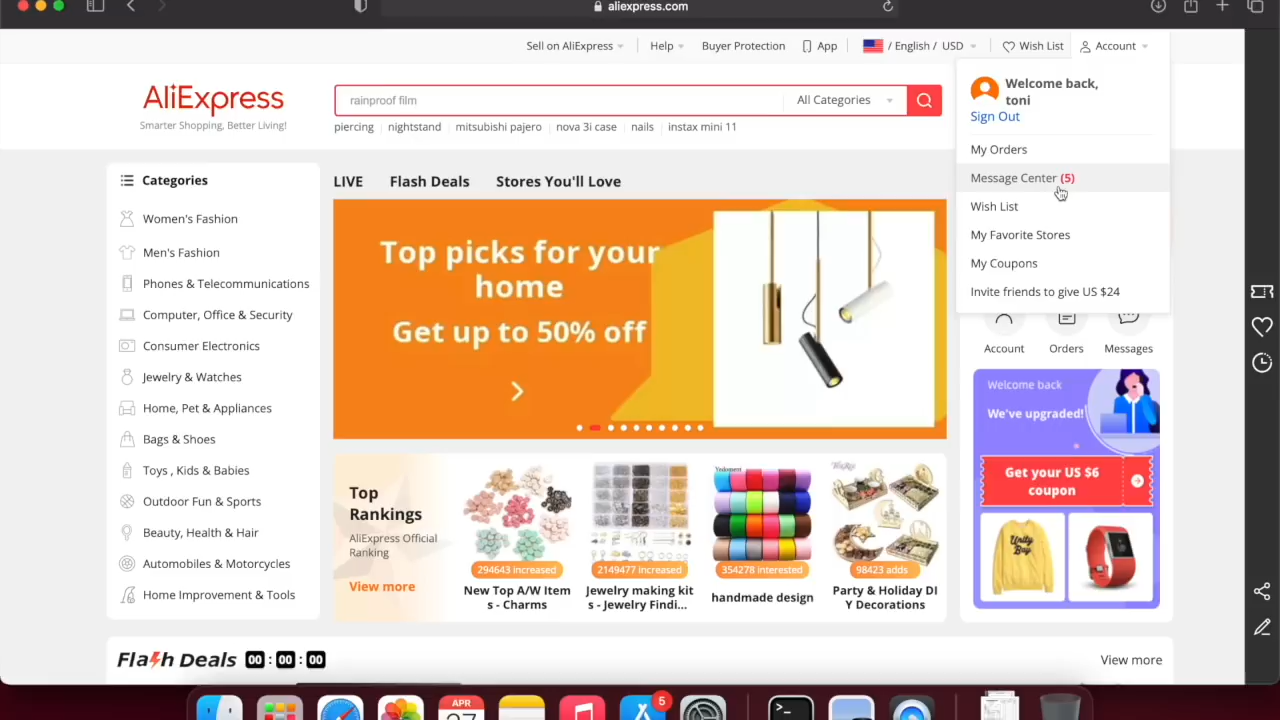 aliexpress.com
Sell on AliExpress
Help
Buyer Protection
App
/ English / USD
Wish List
Account
AliExpress
Smarter Shopping, Better Living!
rainproof film
All Categories
piercing
nightstand
mitsubishi pajero
nova 3i case
nails
instax mini 11
Welcome back,
toni
Sign Out
My Orders
Message Center (5)
Wish List
My Favorite Stores
My Coupons
Invite friends to give US $24
Categories
Women's Fashion
Men's Fashion
Phones & Telecommunications
Computer, Office & Security
Consumer Electronics
Jewelry & Watches
Home, Pet & Appliances
Bags & Shoes
Toys , Kids & Babies
Outdoor Fun & Sports
Beauty, Health & Hair
Automobiles & Motorcycles
Home Improvement & Tools
LIVE
Flash Deals
Stores You'll Love
Top picks for your
home
Get up to 50% off
Account
Orders
Messages
Welcome back
We've upgraded!
Get your US $6
coupon
Unity
Boy
Top
Rankings
AliExpress Official
Ranking
View more
294643 increased
New Top A/W Item
s - Charms
2149477 increased
Jewelry making kit
s - Jewelry Findi...
354278 interested
handmade design
98423 adds
Party & Holiday DI
Y Decorations
Flash Deals 00 : 00 : 00
View more
APR
5